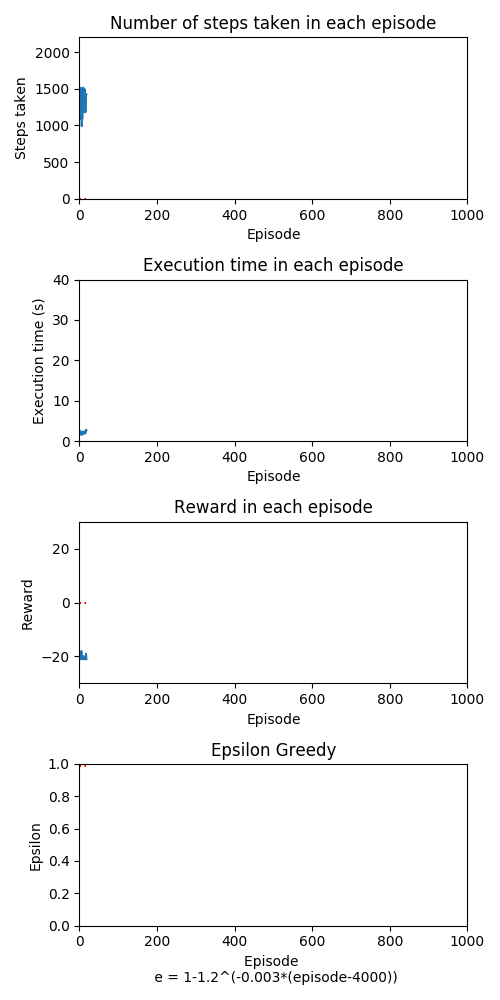 Number of steps taken in each episode
2000
1500
1000
500
0
Steps taken
0 200 400 600 800 1000
Episode
Execution time in each episode
40
30
20
10
0
Execution time (s)
0 200 400 600 800 1000
Episode
Reward in each episode
20
0
−20
Reward
0 200 400 600 800 1000
Episode
Epsilon Greedy
1.0
0.8
0.6
0.4
0.2
0.0
Epsilon
0 200 400 600 800 1000
Episode
e = 1-1.2^(-0.003*(episode-4000))